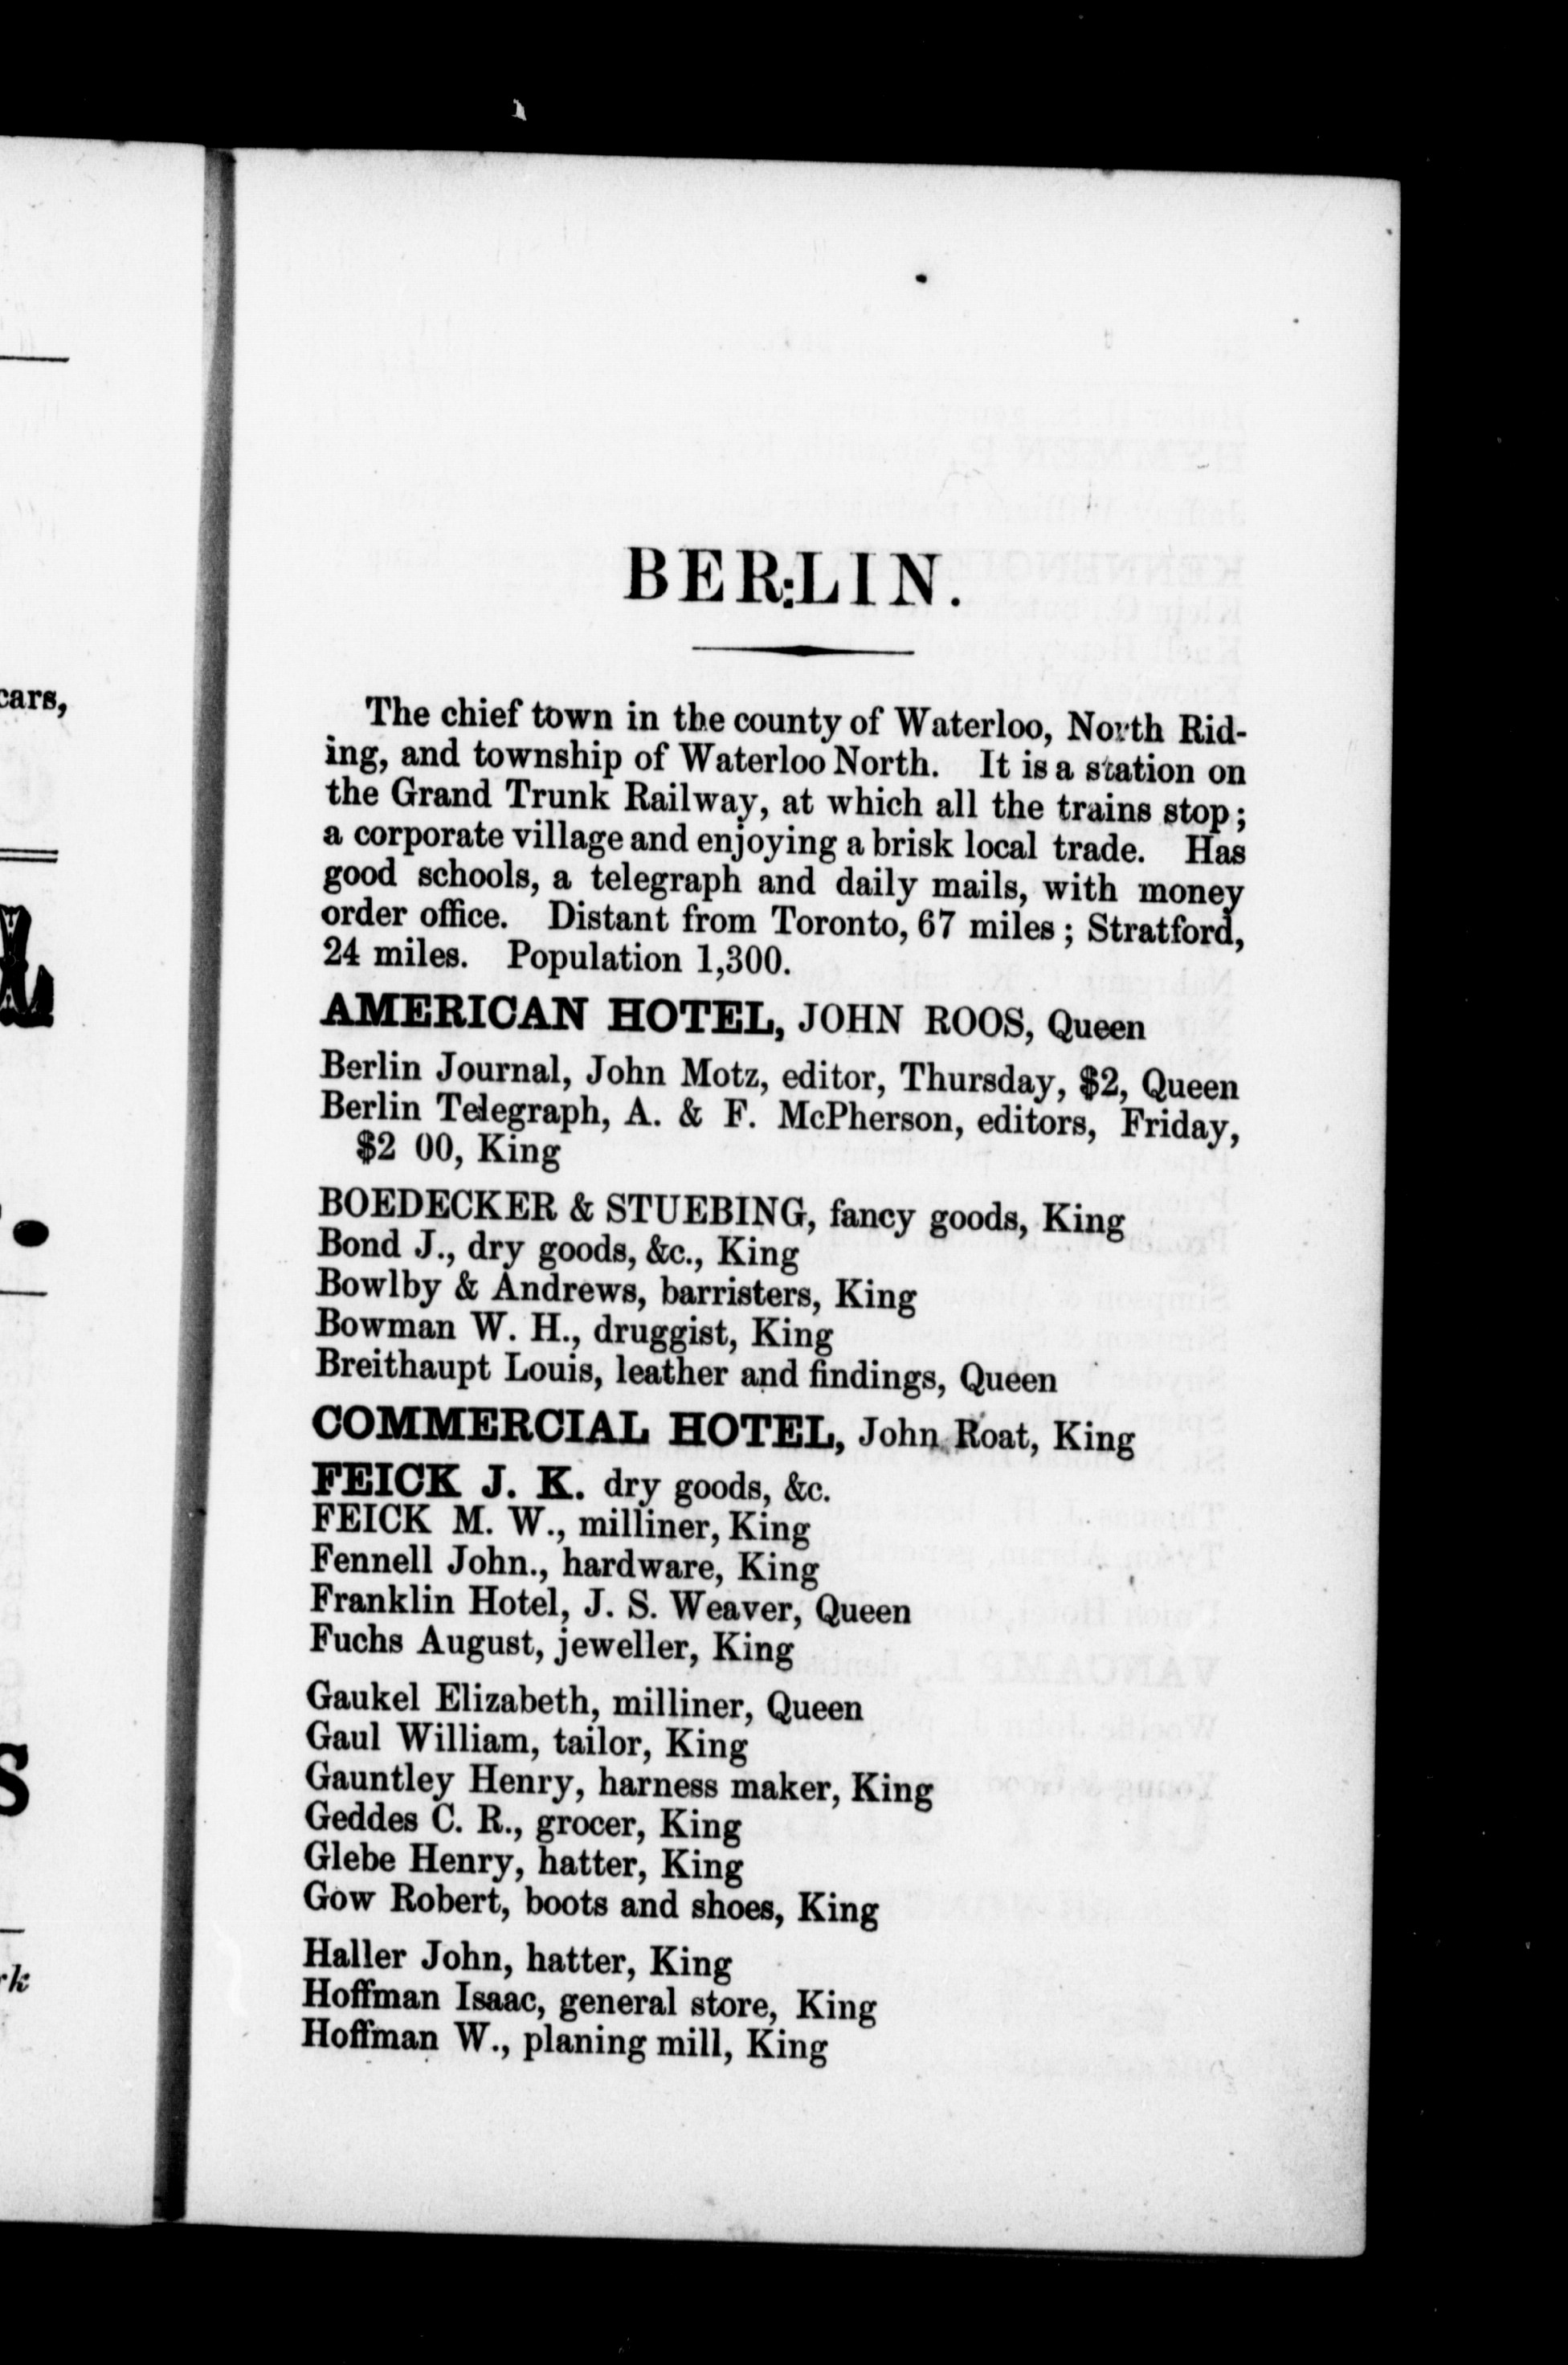 cars,
rk
BERLIN.
The chief town in the county of Waterloo, North Rid-
ing, and township of Waterloo North. It is a station on
the Grand Trunk Railway, at which all the trains stop;
a corporate village and enjoying a brisk local trade. Has
good schools, a telegraph and daily mails, with money
order office. Distant from Toronto, 67 miles; Stratford,
24 miles. Population 1,300.
AMERICAN HOTEL, JOHN ROOS, Queen
Berlin Journal, John Motz, editor, Thursday, $2, Queen
Berlin Telegraph, A. & F. McPherson, editors, Friday,
$2 00, King
BOEDECKER & STUEBING, fancy goods, King
Bond J., dry goods, &c., King
Bowlby & Andrews, barristers, King
Bowman W. H., druggist, King
Breithaupt Louis, leather and findings, Queen
COMMERCIAL HOTEL, John Roat, King
FEICK J. K. dry goods, &c.
FEICK M. W., milliner, King
Fennell John., hardware, King
Franklin Hotel, J. S. Weaver, Queen
Fuchs August, jeweller, King
Gaukel Elizabeth, milliner, Queen
Gaul William, tailor, King
Gauntley Henry, harness maker, King
Geddes C. R., grocer, King
Glebe Henry, hatter, King
Gow Robert, boots and shoes, King
Haller John, hatter, King
Hoffman Isaac, general store, King
Hoffman W., planing mill, King